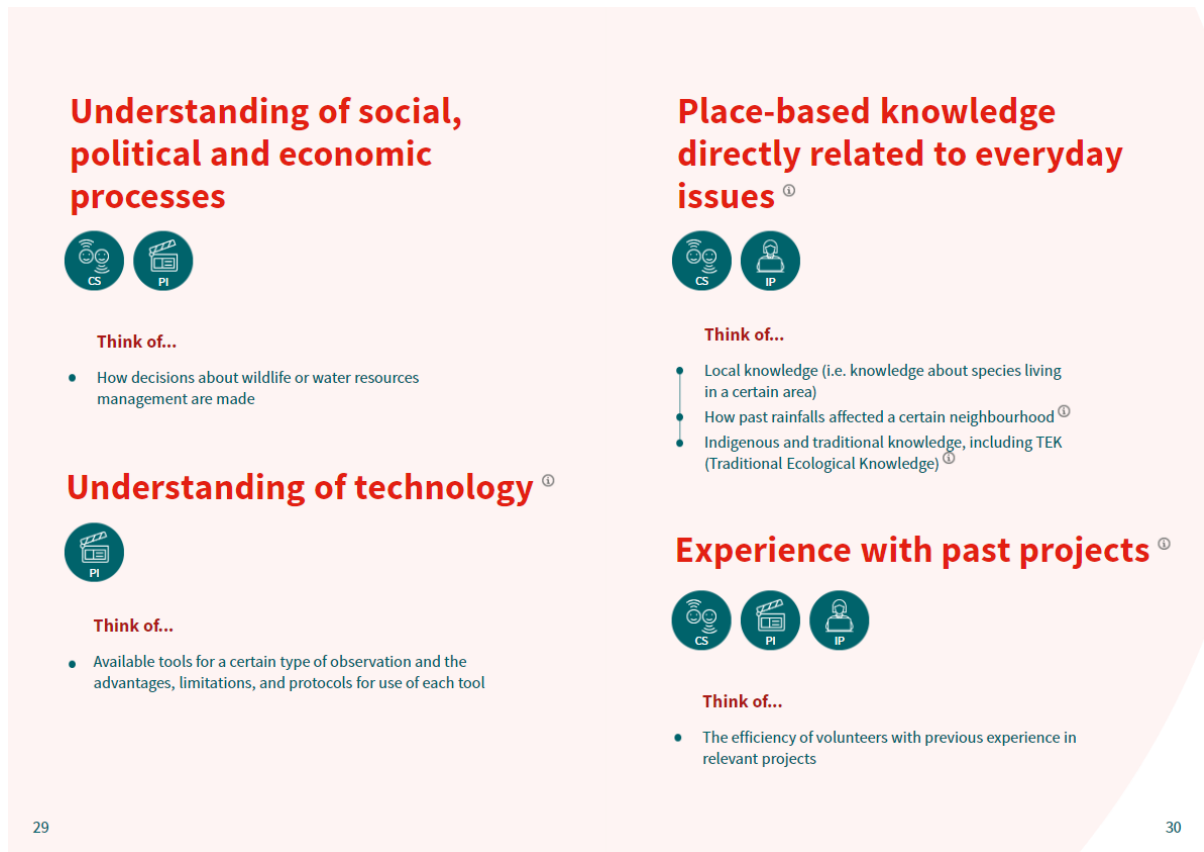 Understanding of social,
political and economic
processes
CS PI
Think of...
• How decisions about wildlife or water resources
management are made
Understanding of technology ⓘ
PI
Think of...
• Available tools for a certain type of observation and the
advantages, limitations, and protocols for use of each tool
29
Place-based knowledge
directly related to everyday
issues ⓘ
CS IP
Think of...
• Local knowledge (i.e. knowledge about species living
in a certain area)
• How past rainfalls affected a certain neighbourhood ⓘ
• Indigenous and traditional knowledge, including TEK
(Traditional Ecological Knowledge) ⓘ
Experience with past projects ⓘ
CS PI IP
Think of...
• The efficiency of volunteers with previous experience in
relevant projects
30